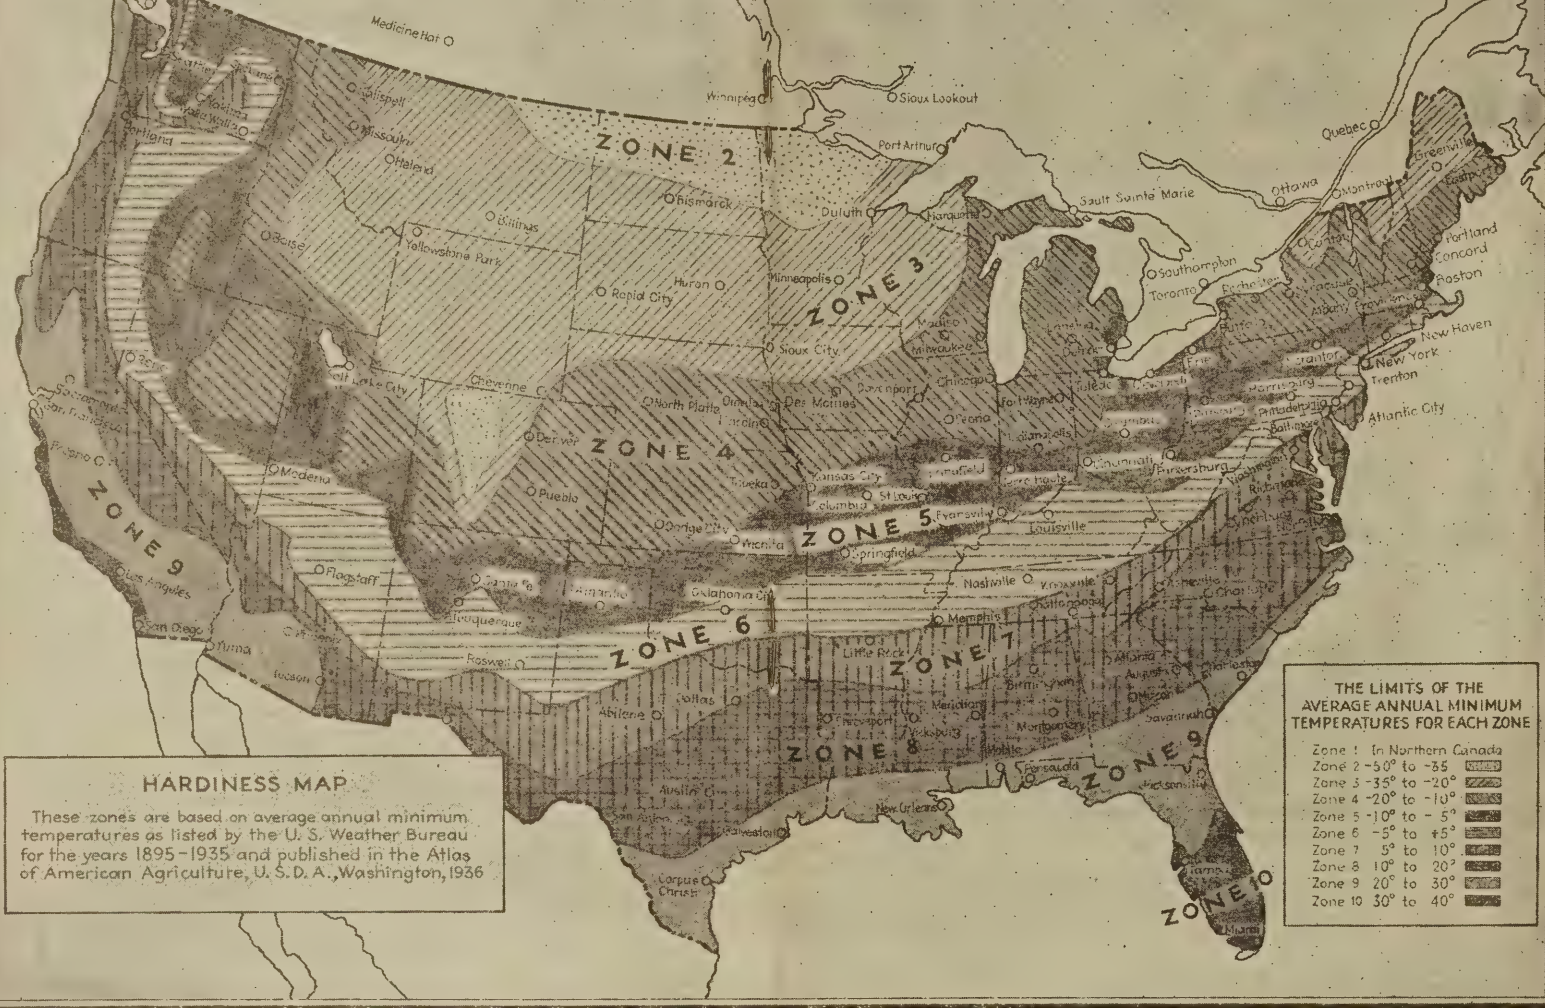 Medicine Hat
Winnipeg
Sioux Lookout
Port Arthur
Quebec
Ottawa
Montreal
Greenville
Eastport
Sault Sainte Marie
Kalispell
Missoula
Walla Walla
Portland
ZONE 2
Bismarck
Duluth
Marquette
Canton
Portland
Concord
Boston
Billings
Yellowstone Park
Boise
Huron
Rapid City
Minneapolis
ZONE 3
Southampton
Toronto
Rochester
Syracuse
Albany
Providence
Buffalo
New Haven
New York
Trenton
Atlantic City
Sioux City
Milwaukee
Erie
Scranton
Harrisburg
Philadelphia
Baltimore
Salt Lake City
Cheyenne
North Platte
Omaha
Des Moines
Davenport
Chicago
Fort Wayne
Toledo
Sacramento
San Francisco
Fresno
Denver
ZONE 4
Peoria
Indianapolis
Cincinnati
Parkersburg
Washington
Richmond
Modena
Pueblo
Topeka
Kansas City
Springfield
Terre Haute
Columbia
St Louis
Evansville
Louisville
Dodge City
Wichita
ZONE 5
Springfield
ZONE 9
Los Angeles
San Diego
Yuma
Flagstaff
Santa Fe
Amarillo
Oklahoma City
Albuquerque
Nashville
Knoxville
Asheville
Charlotte
Chattanooga
Memphis
ZONE 6
Roswell
Tucson
Little Rock
ZONE 7
Atlanta
Augusta
Charleston
Birmingham
Macon
Abilene
Dallas
Shreveport
Vicksburg
Meridian
Montgomery
Savannah
ZONE 8
Mobile
Pensacola
ZONE 9
Jacksonville
Austin
San Antonio
Galveston
New Orleans
Corpus
Christi
Tampa
ZONE 10
Miami
HARDINESS MAP
These zones are based on average annual minimum
temperatures as listed by the U. S. Weather Bureau
for the years 1895-1935 and published in the Atlas
of American Agriculture, U. S. D. A., Washington, 1936
THE LIMITS OF THE
AVERAGE ANNUAL MINIMUM
TEMPERATURES FOR EACH ZONE
Zone 1 In Northern Canada
Zone 2 -50° to -35
Zone 3 -35° to -20°
Zone 4 -20° to -10°
Zone 5 -10° to -5°
Zone 6 -5° to +5°
Zone 7 5° to 10°
Zone 8 10° to 20°
Zone 9 20° to 30°
Zone 10 30° to 40°